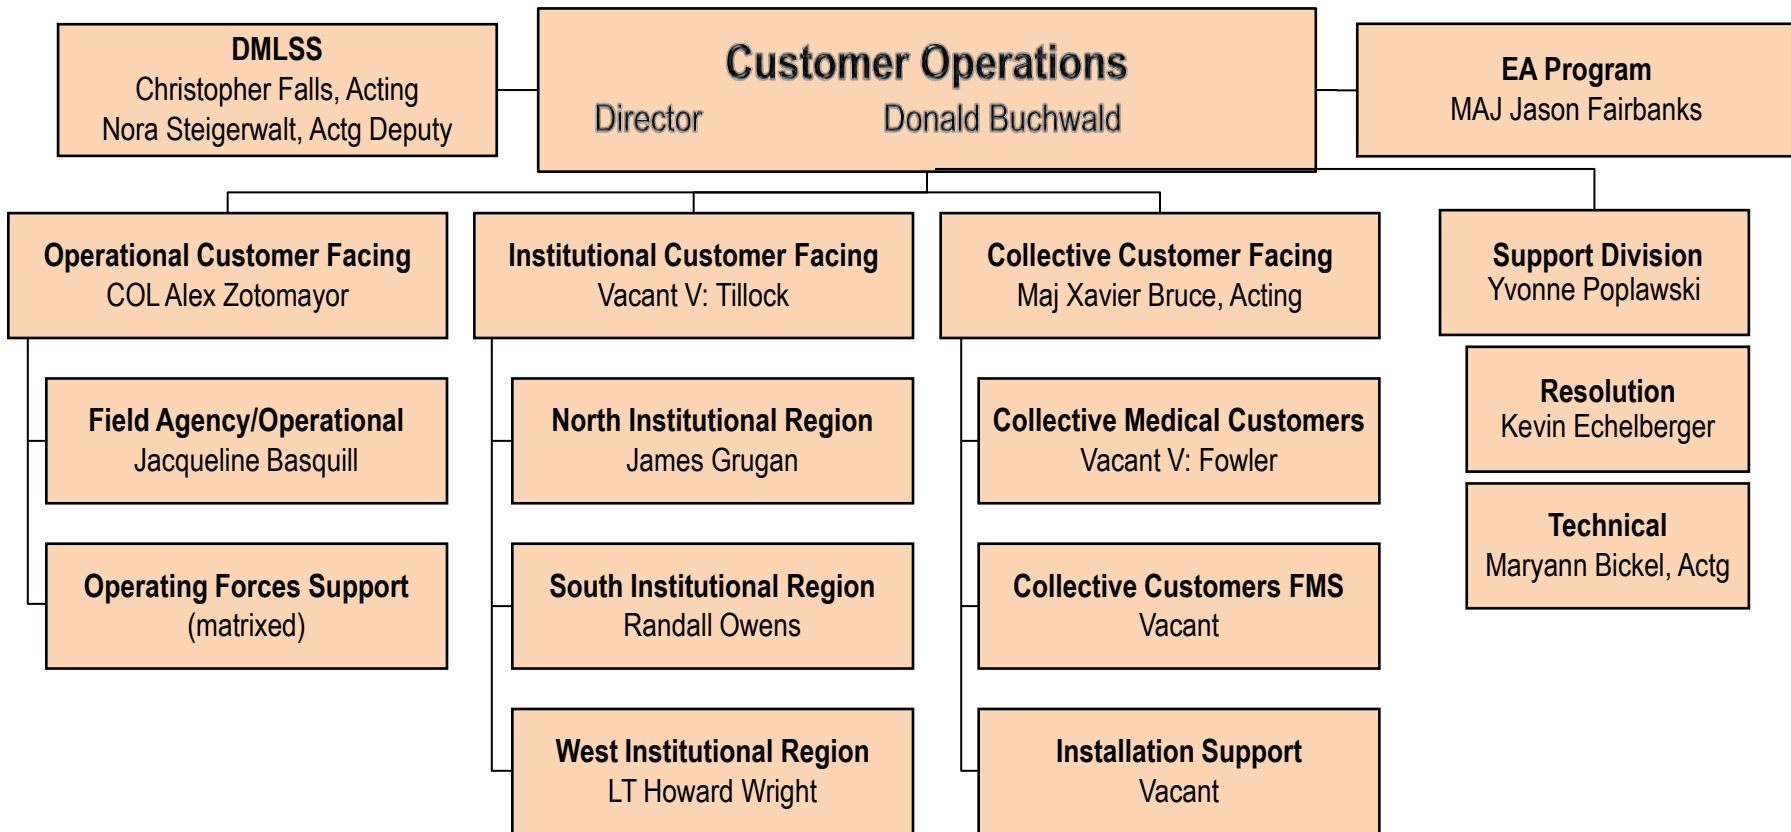 DMLSS
Christopher Falls, Acting
Nora Steigerwalt, Actg Deputy
Customer Operations
Director Donald Buchwald
EA Program
MAJ Jason Fairbanks
Operational Customer Facing
COL Alex Zotomayor
Institutional Customer Facing
Vacant V: Tillock
Collective Customer Facing
Maj Xavier Bruce, Acting
Support Division
Yvonne Poplawski
Field Agency/Operational
Jacqueline Basquill
North Institutional Region
James Grugan
Collective Medical Customers
Vacant V: Fowler
Resolution
Kevin Echelberger
Operating Forces Support
(matrixed)
South Institutional Region
Randall Owens
Collective Customers FMS
Vacant
Technical
Maryann Bickel, Actg
West Institutional Region
LT Howard Wright
Installation Support
Vacant